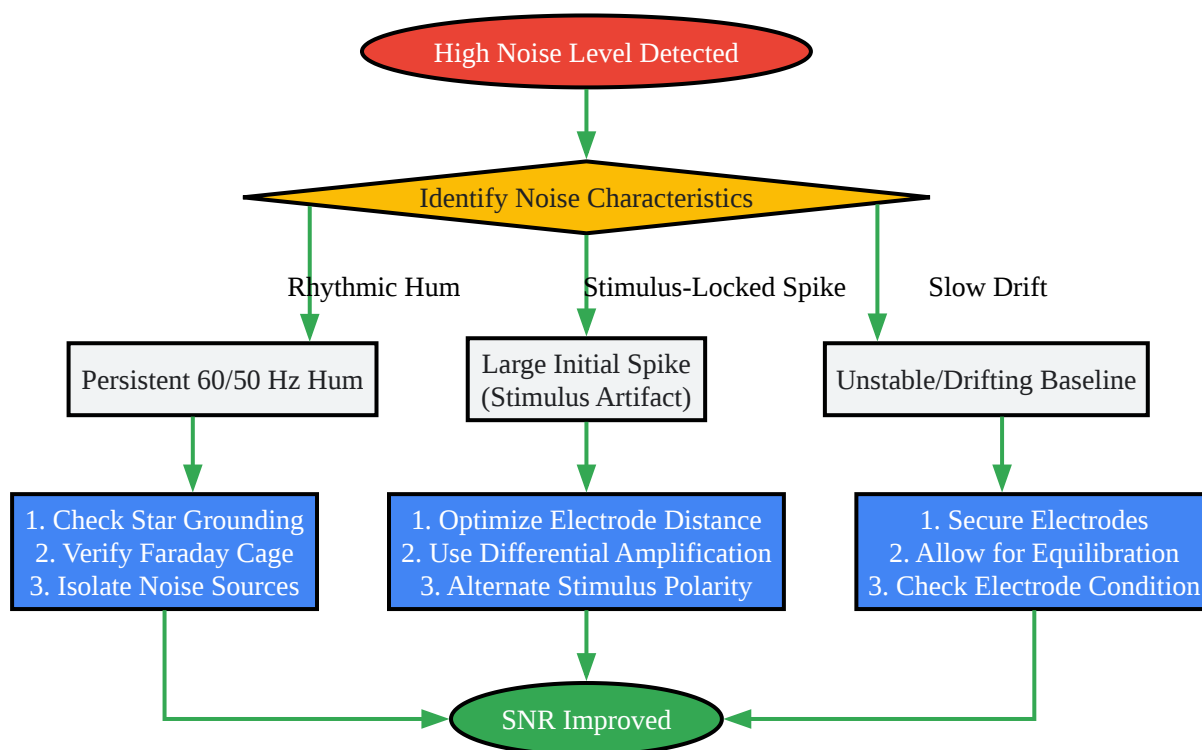 High Noise Level Detected
Identify Noise Characteristics
Rhythmic Hum
Stimulus-Locked Spike
Slow Drift
Persistent 60/50 Hz Hum
Large Initial Spike
(Stimulus Artifact)
Unstable/Drifting Baseline
1. Check Star Grounding
2. Verify Faraday Cage
3. Isolate Noise Sources
1. Optimize Electrode Distance
2. Use Differential Amplification
3. Alternate Stimulus Polarity
1. Secure Electrodes
2. Allow for Equilibration
3. Check Electrode Condition
SNR Improved